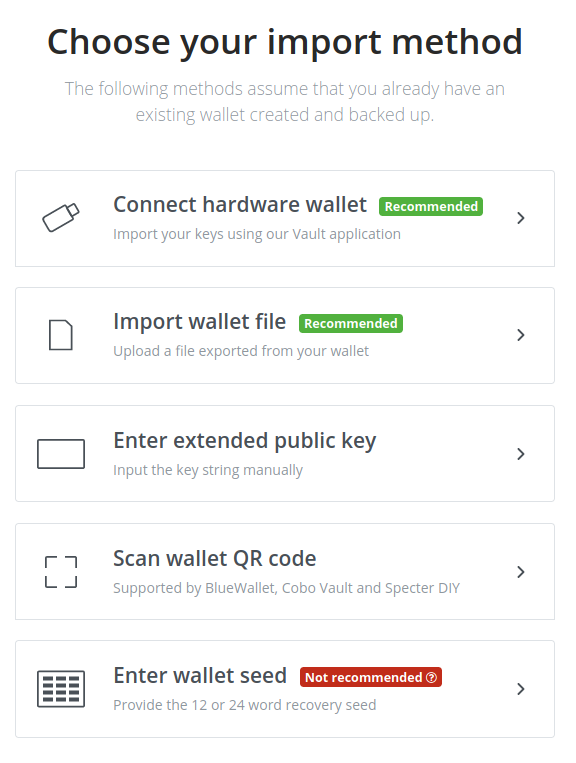 Choose your import method
The following methods assume that you already have an
existing wallet created and backed up.
Connect hardware wallet Recommended
Import your keys using our Vault application
Import wallet file Recommended
Upload a file exported from your wallet
Enter extended public key
Input the key string manually
Scan wallet QR code
Supported by BlueWallet, Cobo Vault and Specter DIY
Enter wallet seed Not recommended ?
Provide the 12 or 24 word recovery seed